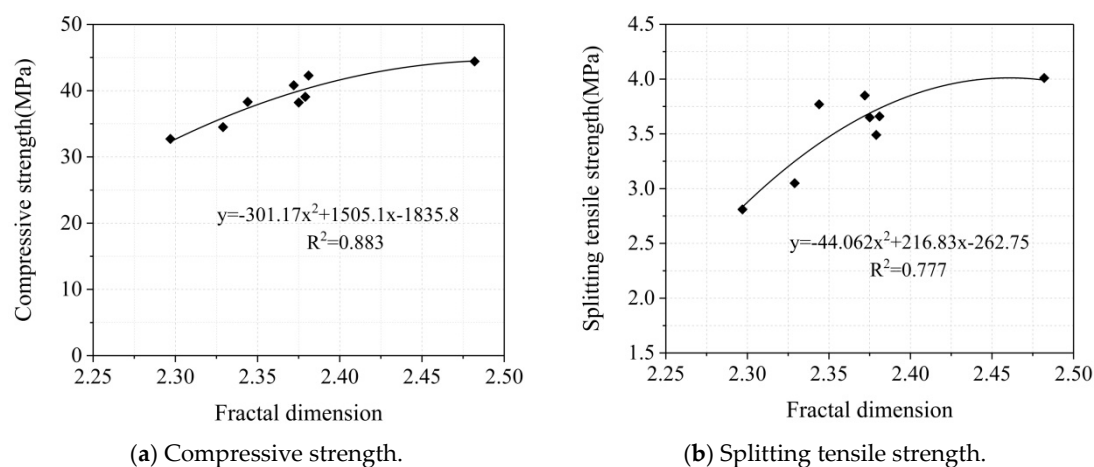 50
40
30
20
10
0
Compressive strength(MPa)
y=-301.17x²+1505.1x-1835.8
R²=0.883
2.25 2.30 2.35 2.40 2.45 2.50
Fractal dimension
(a) Compressive strength.
4.5
4.0
3.5
3.0
2.5
2.0
1.5
Splitting tensile strength(MPa)
y=-44.062x²+216.83x-262.75
R²=0.777
2.25 2.30 2.35 2.40 2.45 2.50
Fractal dimension
(b) Splitting tensile strength.